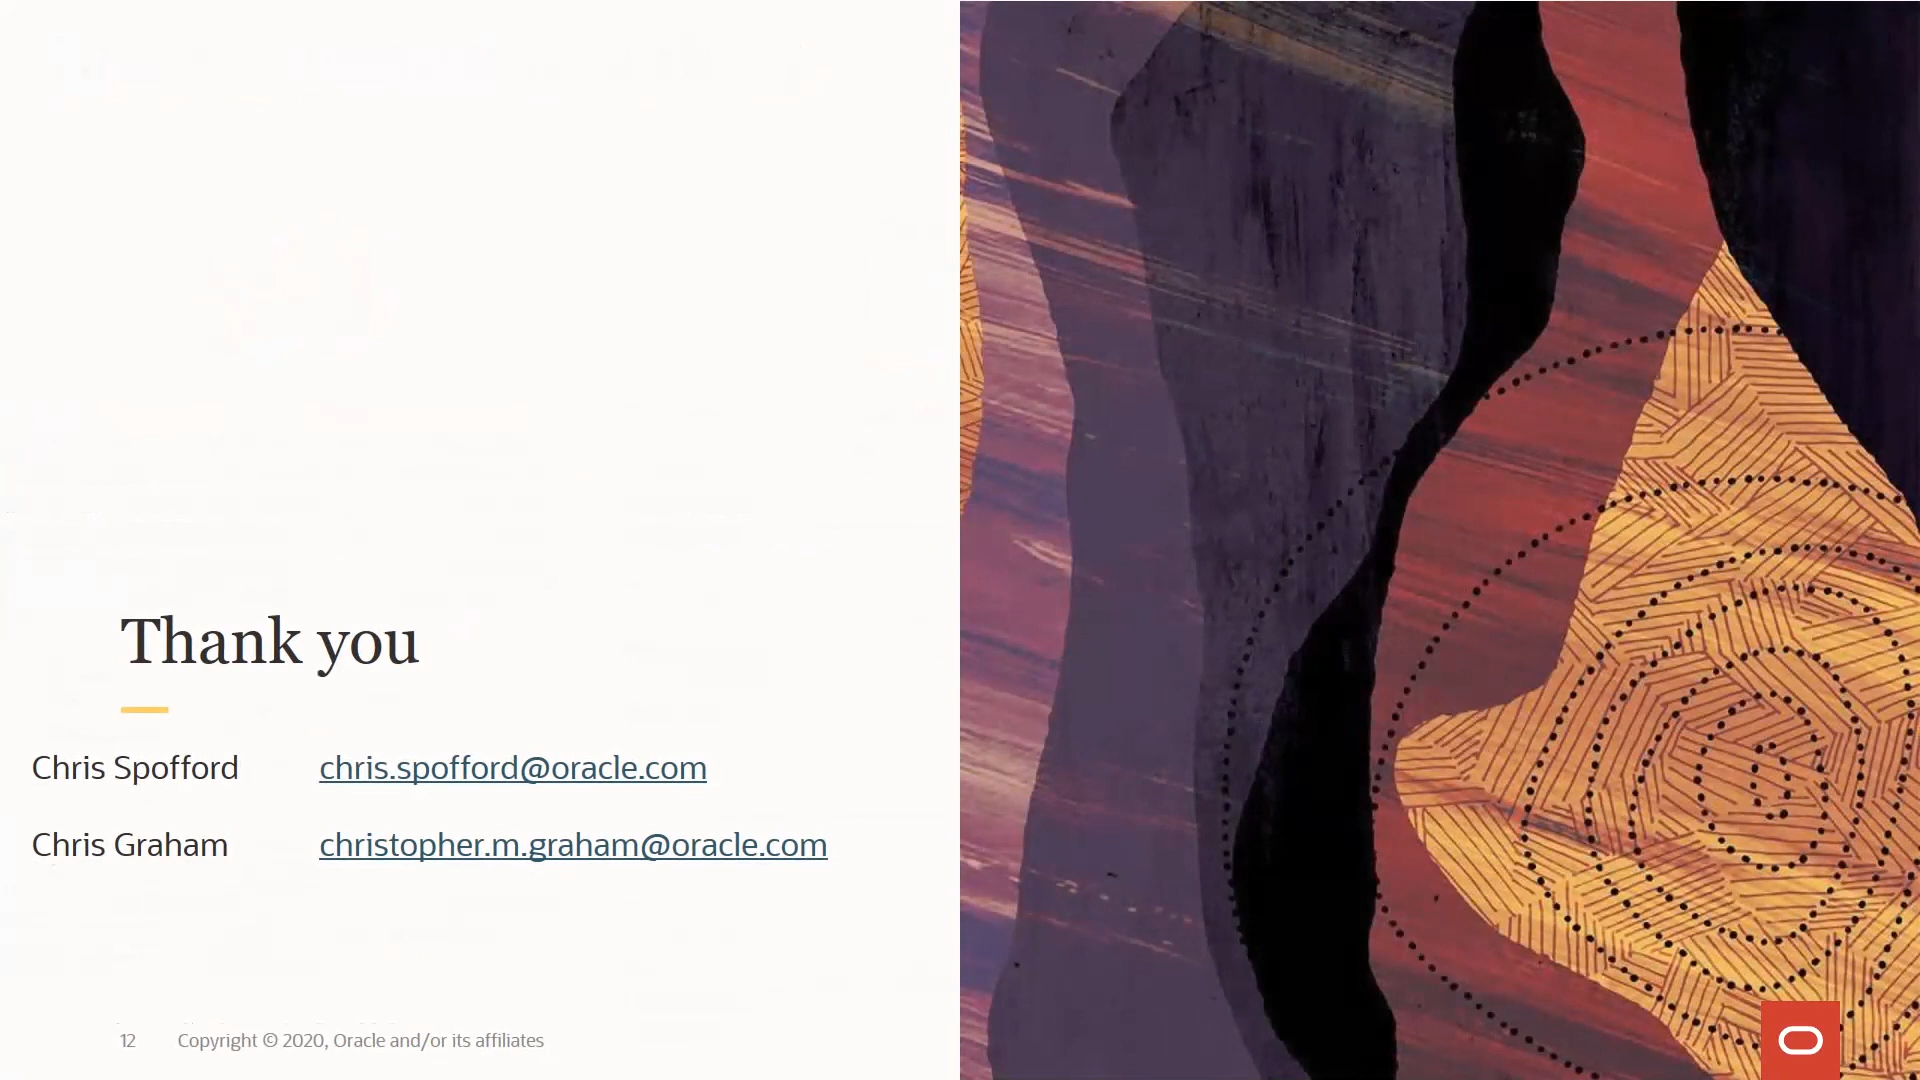 Thank you
Chris Spofford chris.spofford@oracle.com
Chris Graham christopher.m.graham@oracle.com
12 Copyright © 2020, Oracle and/or its affiliates